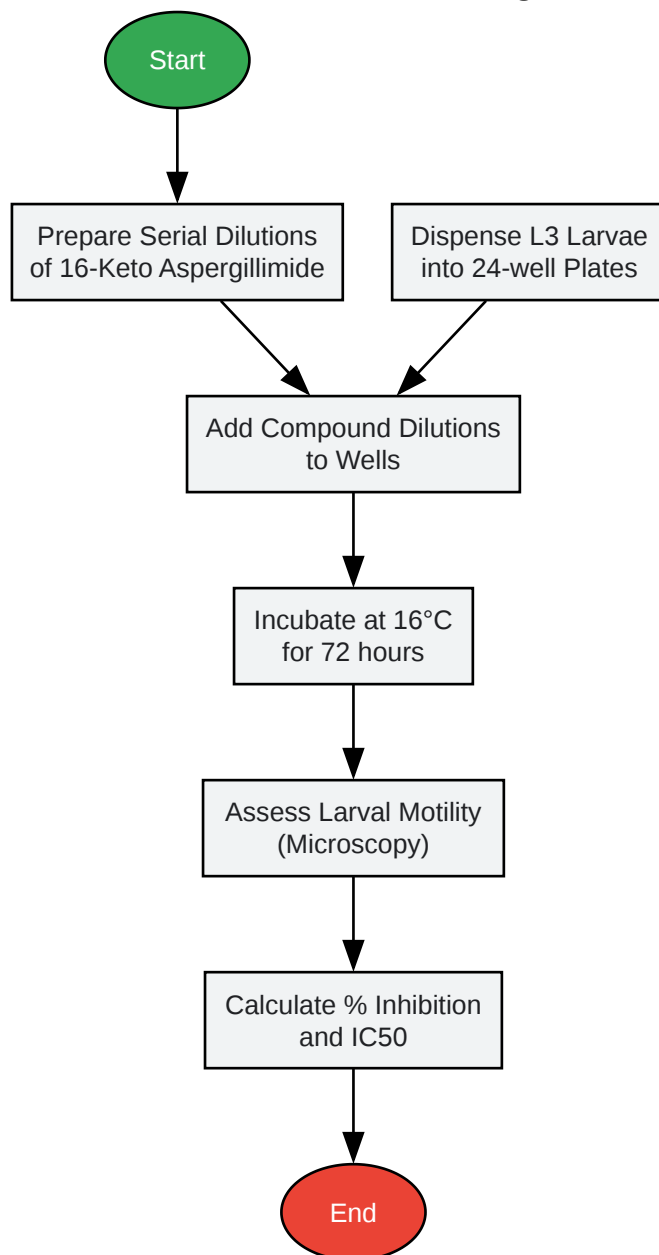 Start
Prepare Serial Dilutions
of 16-Keto Aspergillimide
Dispense L3 Larvae
into 24-well Plates
Add Compound Dilutions
to Wells
Incubate at 16°C
for 72 hours
Assess Larval Motility
(Microscopy)
Calculate % Inhibition
and IC50
End